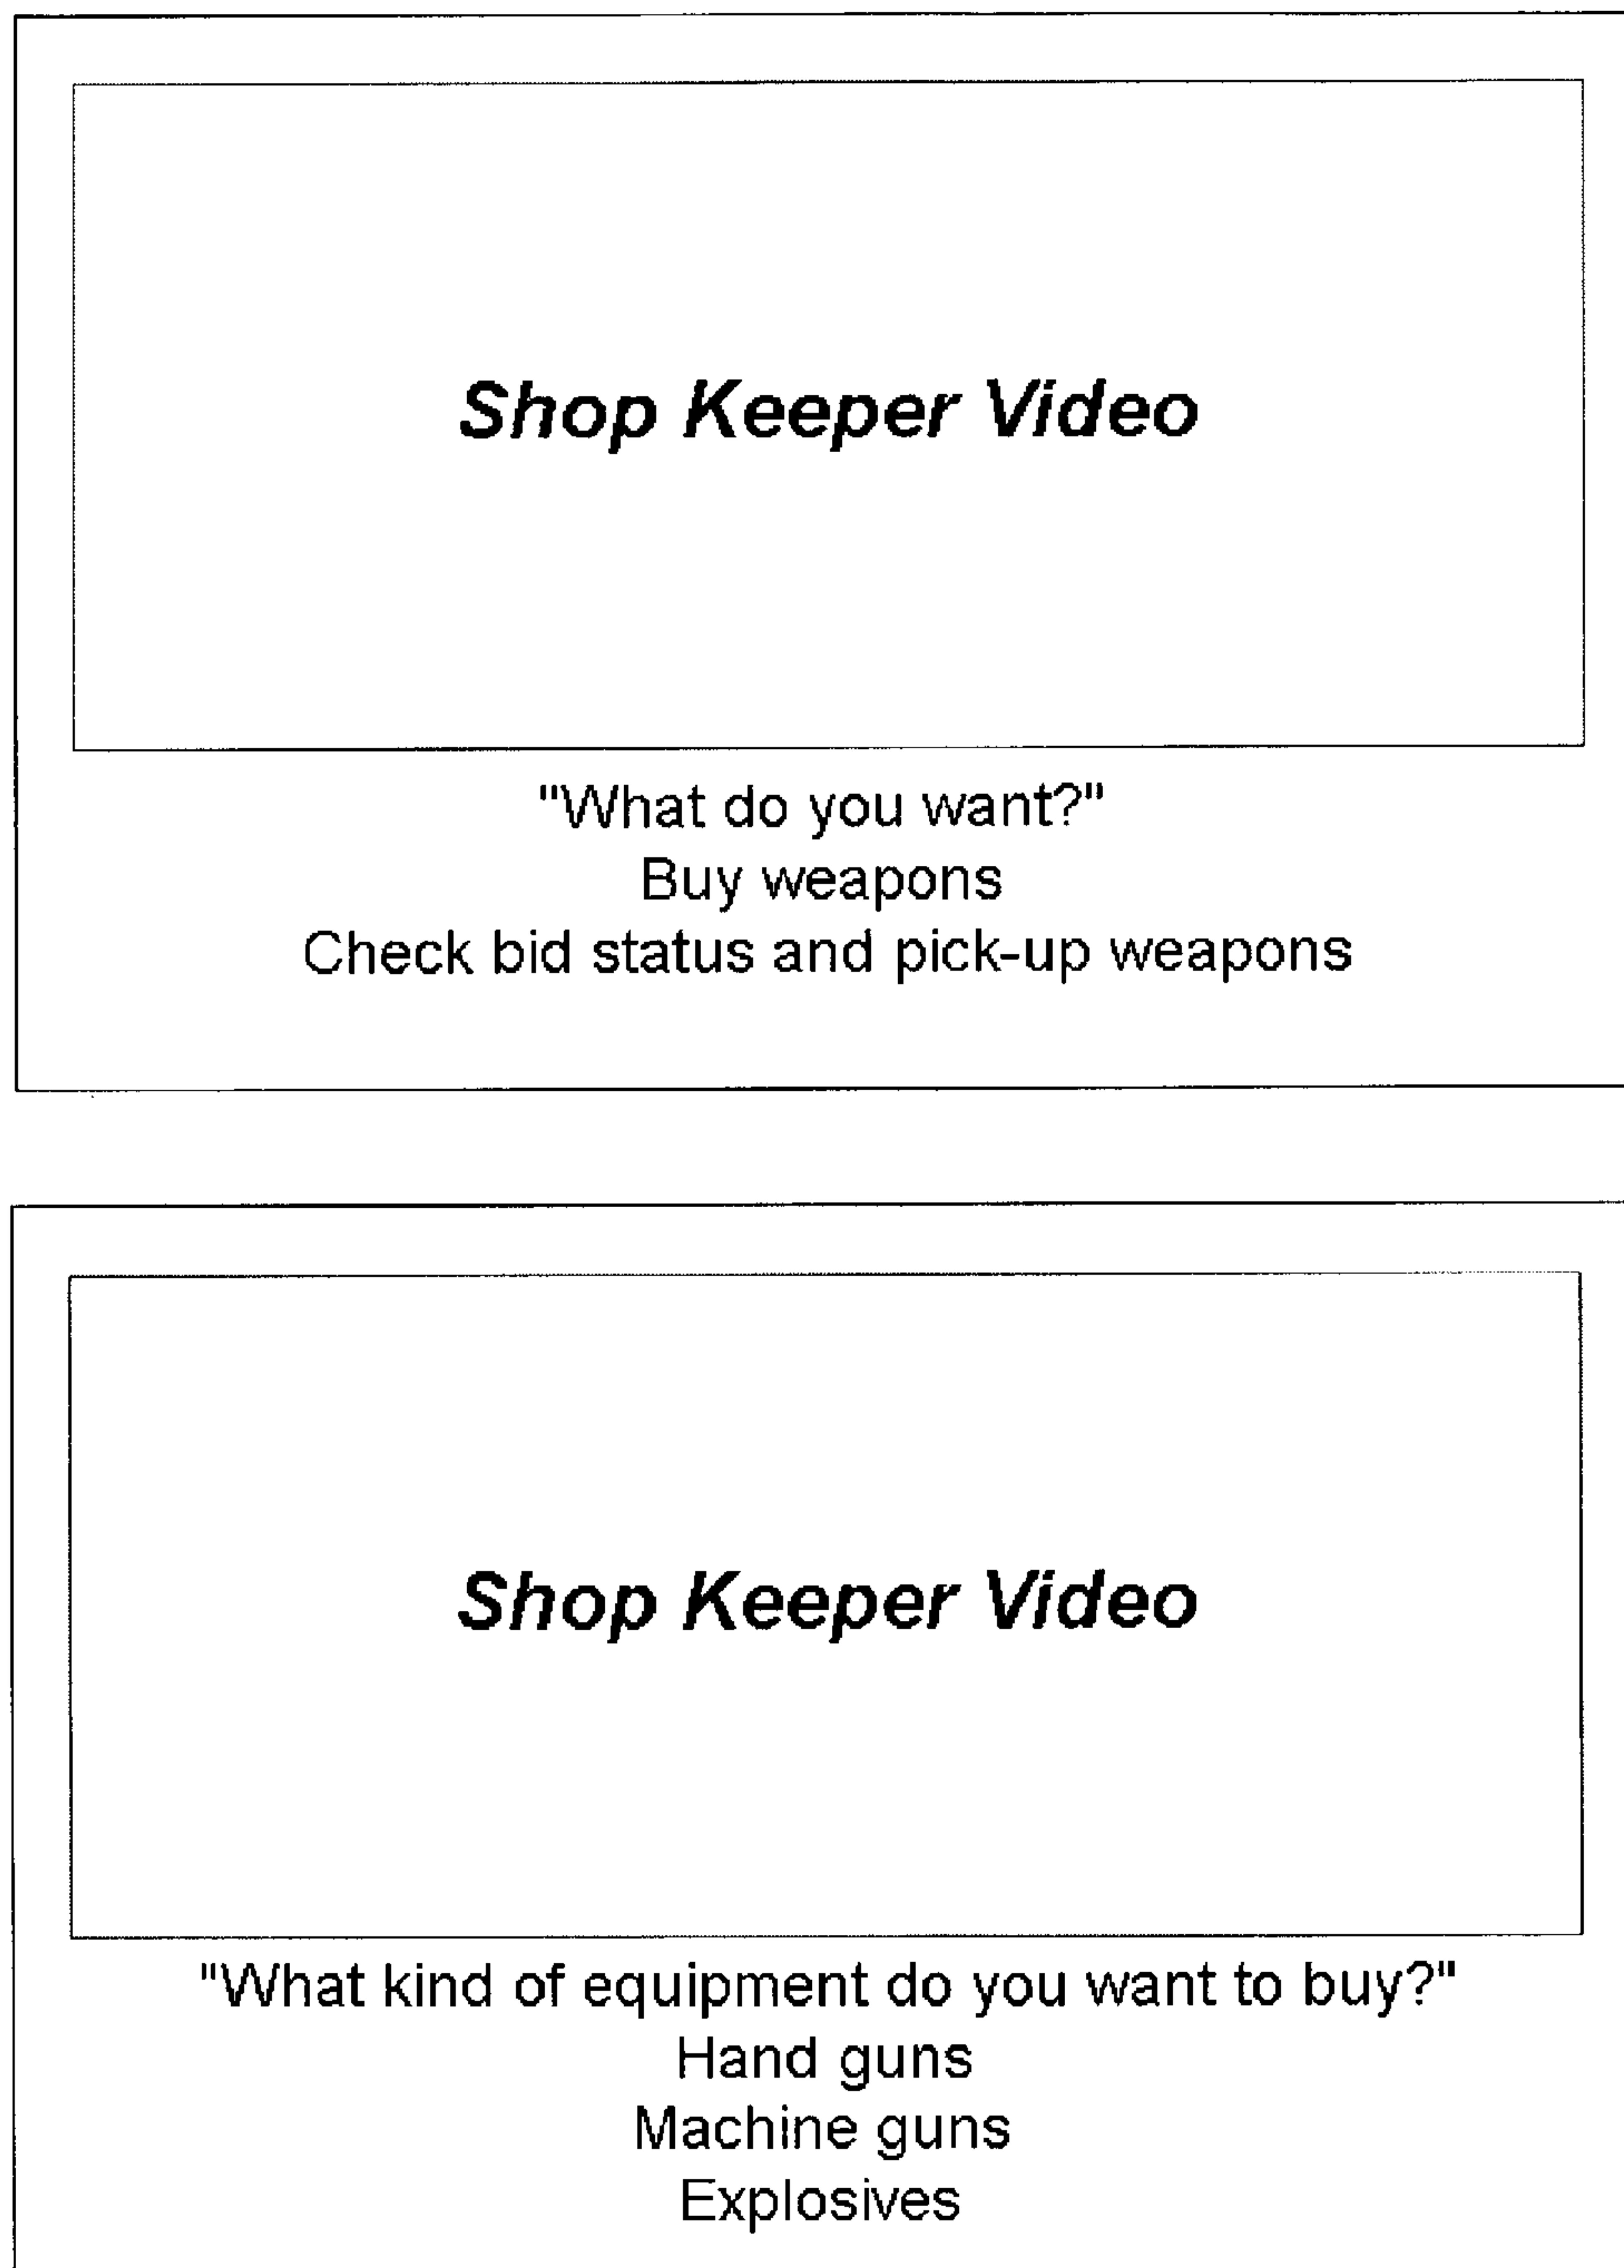 Shop Keeper Video
"What do you want?"
Buy weapons
Check bid status and pick-up weapons
Shop Keeper Video
"What kind of equipment do you want to buy?"
Hand guns
Machine guns
Explosives